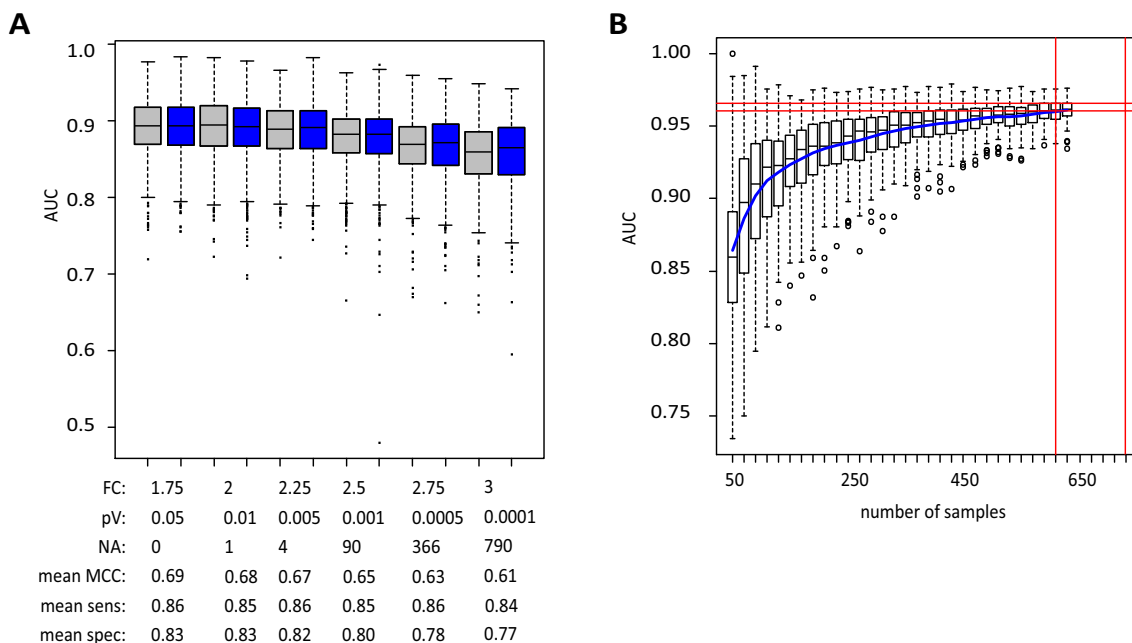 A
1.0
0.9
0.8
0.7
0.6
0.5
AUC
FC: 1.75 2 2.25 2.5 2.75 3
pV: 0.05 0.01 0.005 0.001 0.0005 0.0001
NA: 0 1 4 90 366 790
mean MCC: 0.69 0.68 0.67 0.65 0.63 0.61
mean sens: 0.86 0.85 0.86 0.85 0.86 0.84
mean spec: 0.83 0.83 0.82 0.80 0.78 0.77
B
1.00
0.95
0.90
0.85
0.80
0.75
AUC
50 250 450 650
number of samples